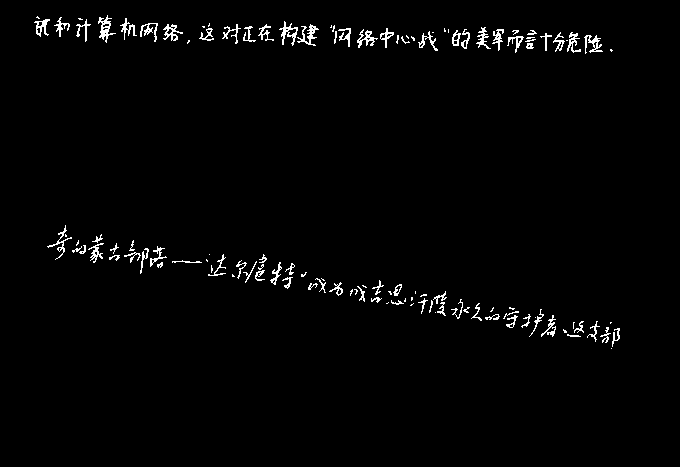 讯和计算机网络，这对正在构建“网络中心战”的美军而言十分危险．
奇的蒙古部落——“达尔扈特”成为成吉思汗陵永久的守护者．这支部